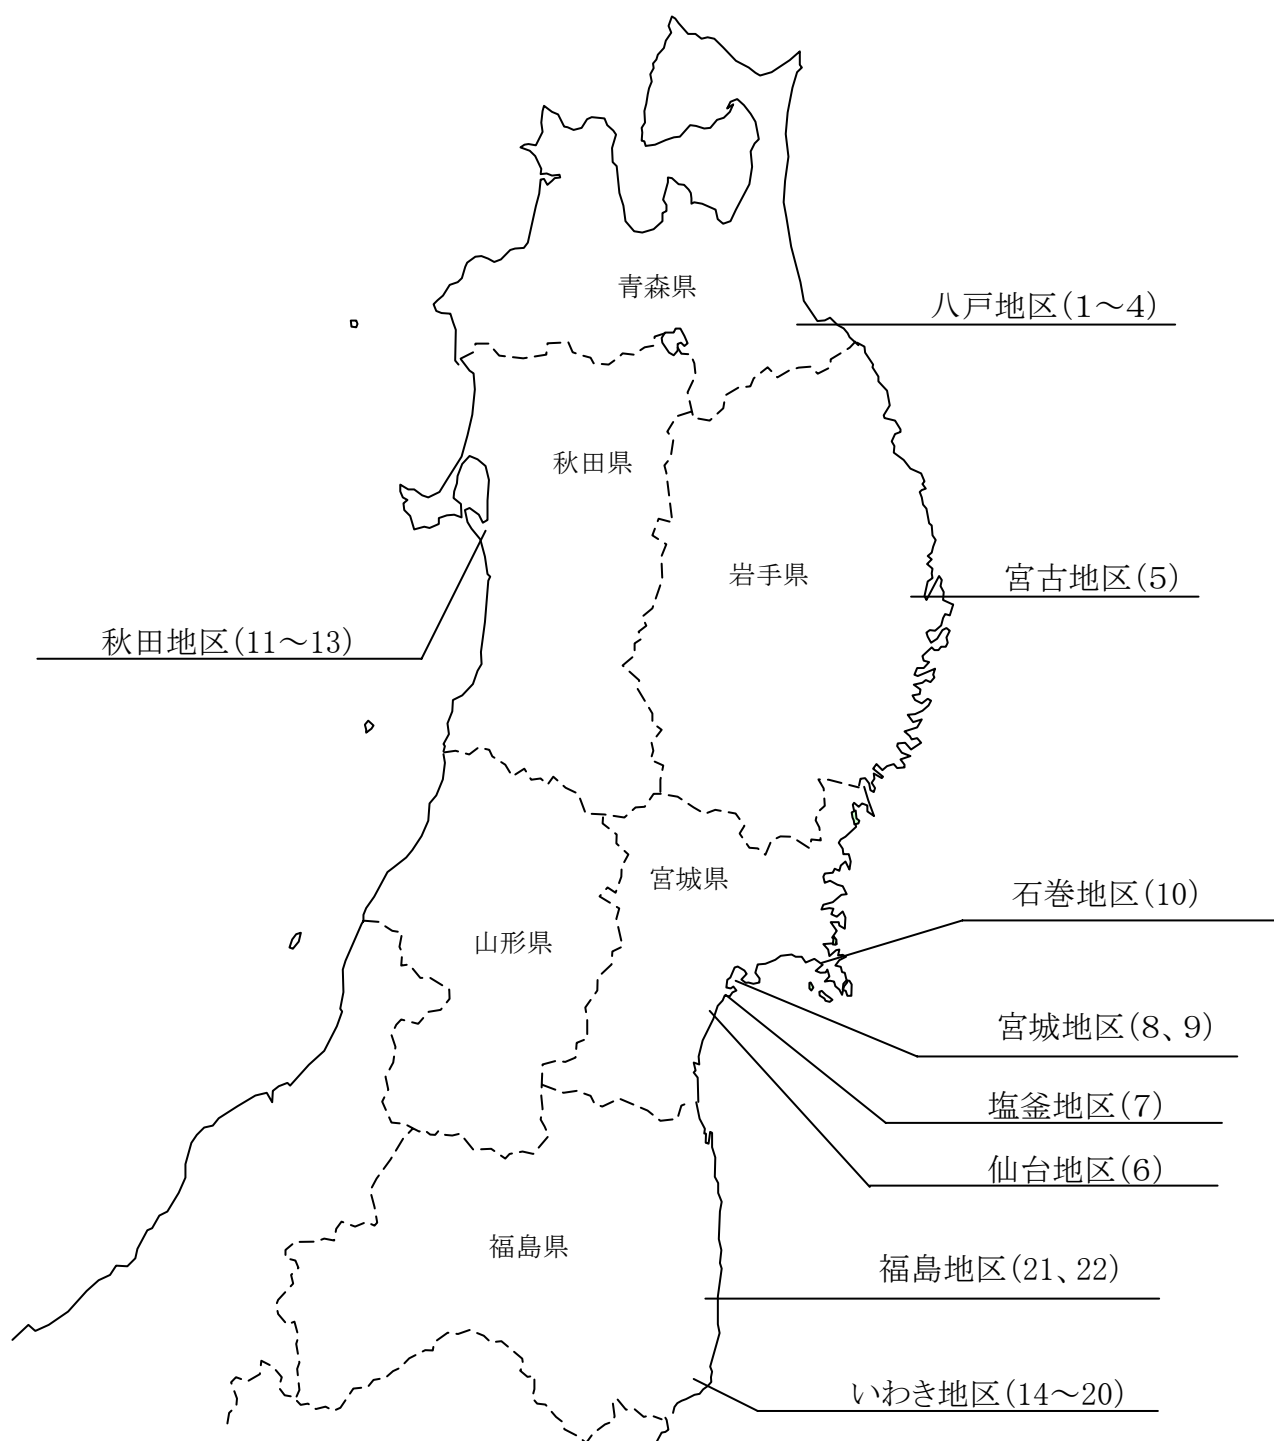 青森県
八戸地区(1～4)
秋田県
岩手県
宮古地区(5)
秋田地区(11～13)
宮城県
石巻地区(10)
山形県
宮城地区(8、9)
塩釜地区(7)
仙台地区(6)
福島県
福島地区(21、22)
いわき地区(14～20)